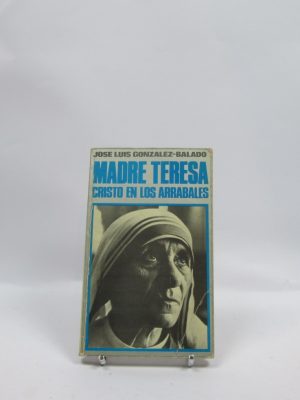 JOSE LUIS GONZALEZ-BALADO
MADRE TERESA
CRISTO EN LOS ARRABALES